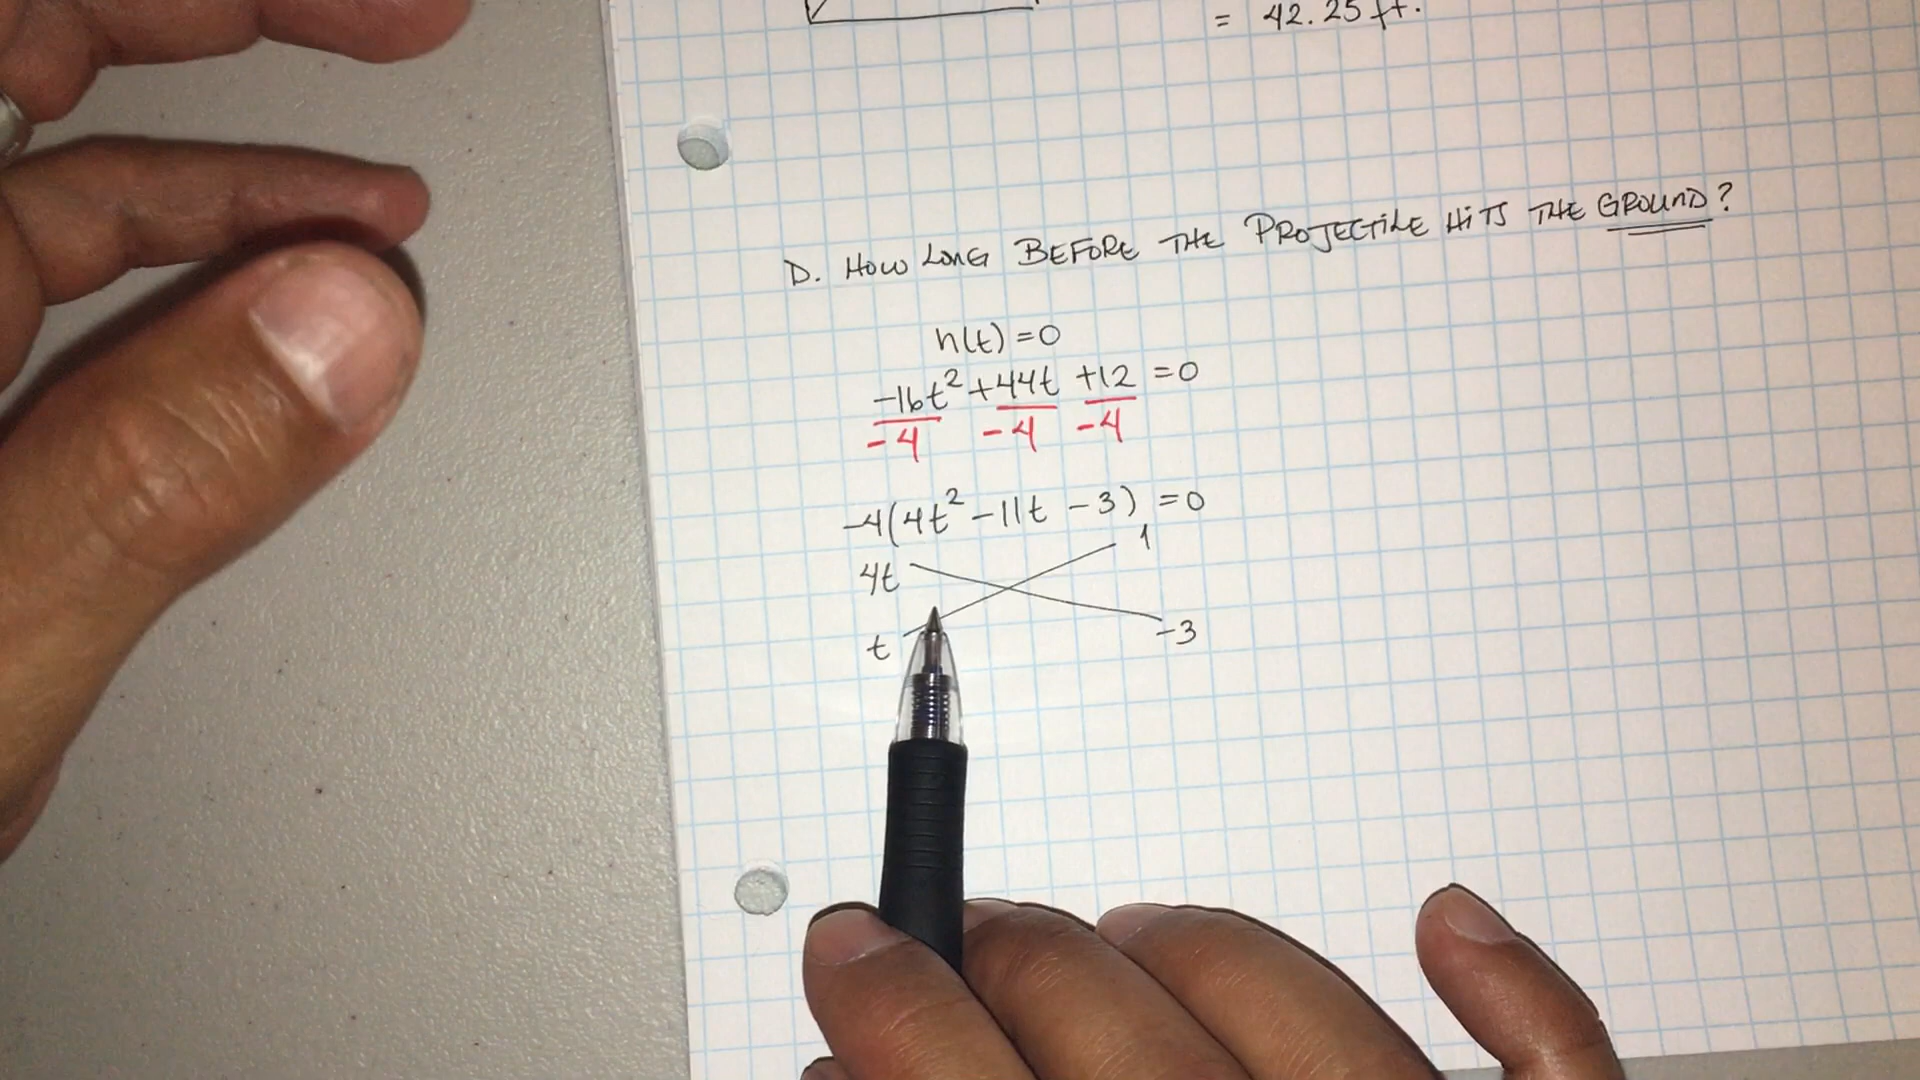 = 42.25 ft.
D. HOW LONG BEFORE THE PROJECTILE HITS THE GROUND?
h(t) = 0
-16t² + 44t + 12 = 0
-4 -4 -4
-4(4t² - 11t - 3) = 0
4t 1
t -3